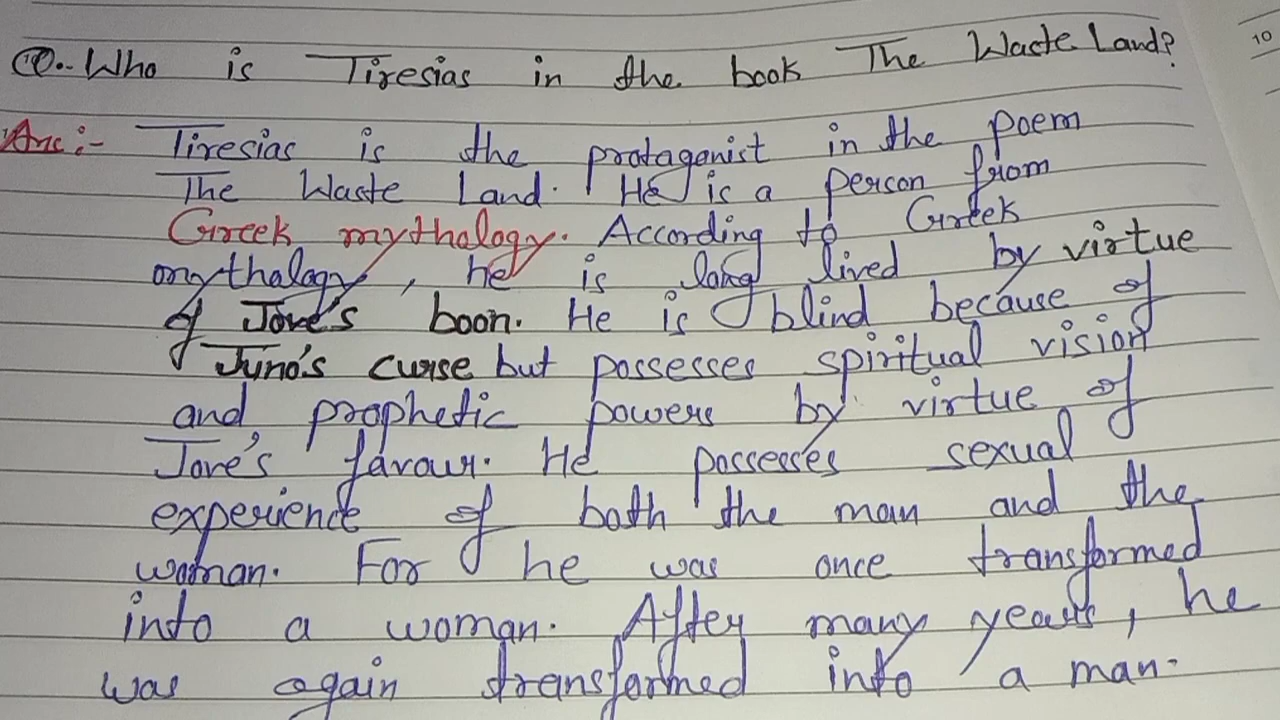 Q. Who is Tiresias in the book The Waste Land?
10
Ans:- Tiresias is the protagonist in the poem
The Waste Land. He is a person from
Greek mythology. According to Greek
mythology, he is long lived by virtue
of Jove's boon. He is blind because of
Juno's curse but possesses spiritual vision
and prophetic powers by virtue of
Jove's favour. He possesses sexual
experience of both the man and the
woman. For he was once transformed
into a woman. After many years, he
was again transformed into a man.